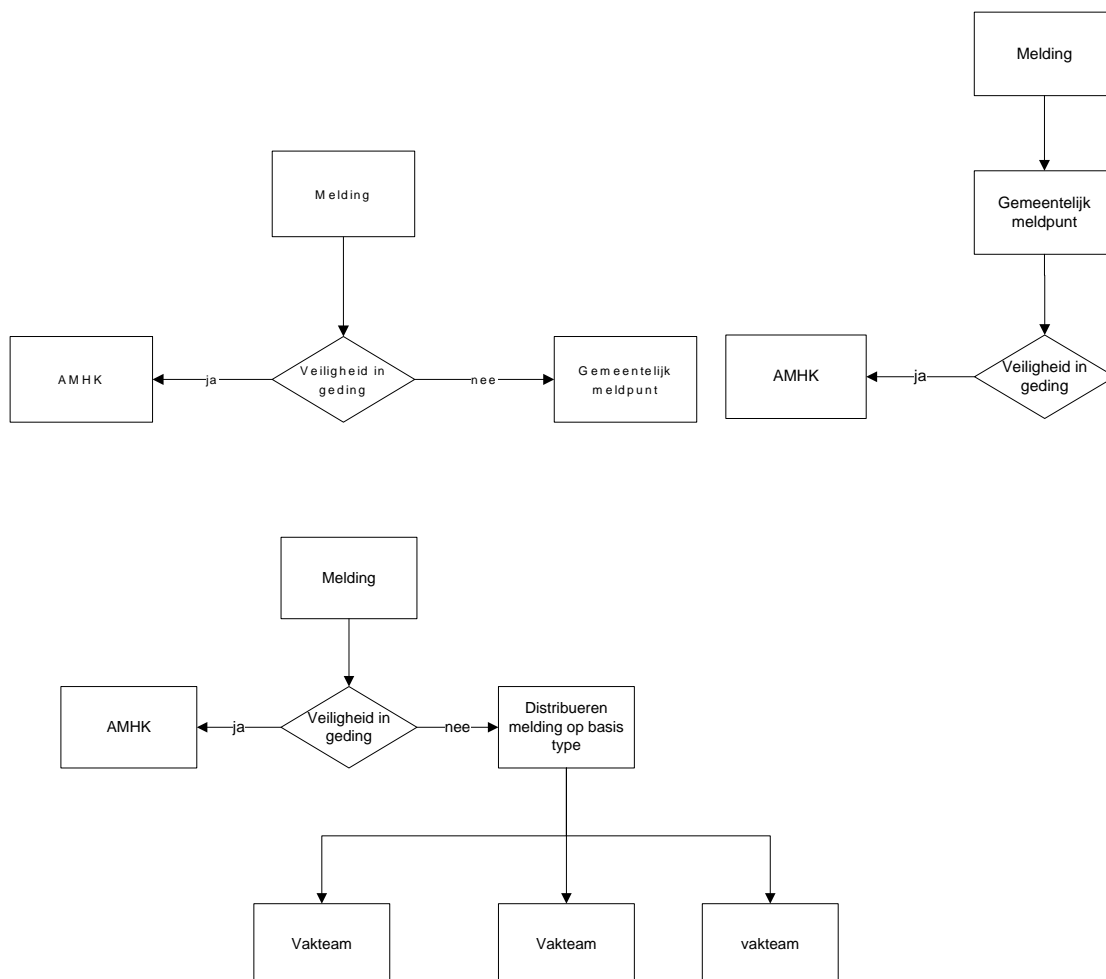 Melding
AMHK
ja
Veiligheid in
geding
nee
Gemeentelijk
meldpunt
Melding
Gemeentelijk
meldpunt
AMHK
ja
Veiligheid in
geding
Melding
AMHK
ja
Veiligheid in
geding
nee
Distribueren
melding op basis
type
Vakteam
Vakteam
vakteam